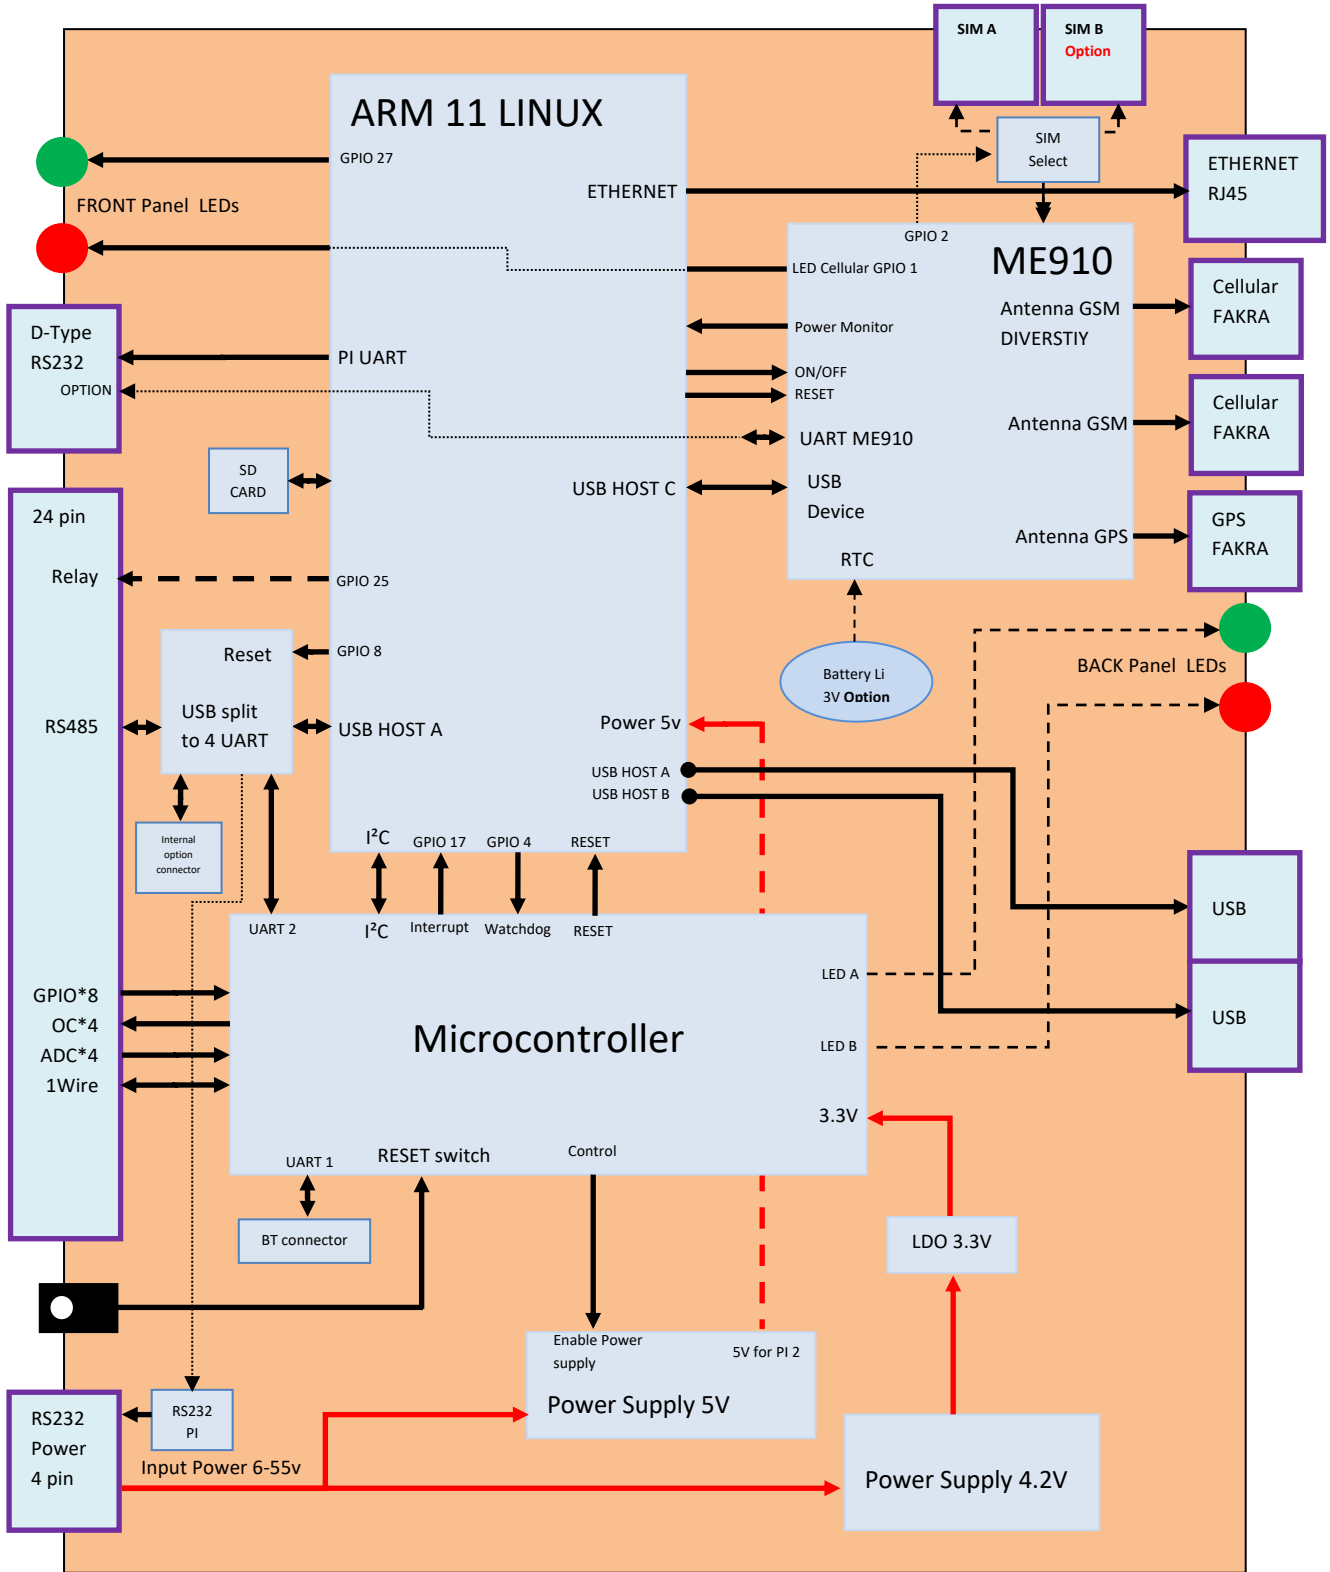 SIM A
SIM B
Option
ARM 11 LINUX
SIM
Select
GPIO 27
ETHERNET
RJ45
ETHERNET
FRONT Panel  LEDs
GPIO 2
ME910
LED Cellular GPIO 1
Cellular
FAKRA
Antenna GSM
DIVERSTIY
Power Monitor
D-Type
RS232
OPTION
PI UART
ON/OFF
RESET
Cellular
FAKRA
Antenna GSM
UART ME910
SD
CARD
USB HOST C
USB
Device
24 pin
GPS
FAKRA
Antenna GPS
RTC
Relay
GPIO 25
Reset
GPIO 8
BACK Panel  LEDs
Battery Li
3V Option
USB split
to 4 UART
RS485
USB HOST A
Power 5v
USB HOST A
USB HOST B
Internal
option
connector
I²C
GPIO 17
GPIO 4
RESET
USB
UART 2
I²C
Interrupt
Watchdog
RESET
LED A
GPIO*8
OC*4
ADC*4
1Wire
Microcontroller
USB
LED B
3.3V
UART 1
RESET switch
Control
BT connector
LDO 3.3V
Enable Power
supply
5V for PI 2
Power Supply 5V
RS232
Power
4 pin
RS232
PI
Input Power 6-55v
Power Supply 4.2V